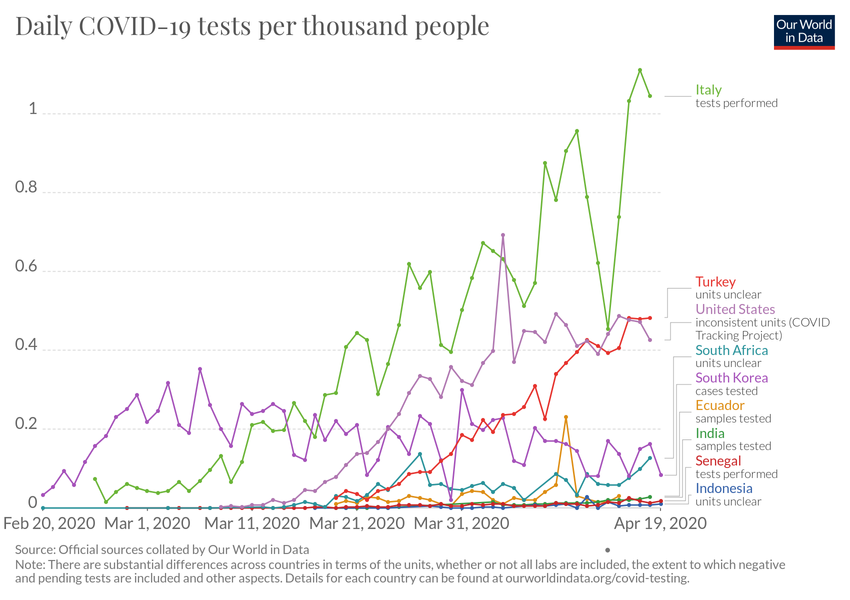 Daily COVID-19 tests per thousand people
Our World
in Data
1
0.8
0.6
0.4
0.2
0
Feb 20, 2020
Mar 1, 2020
Mar 11, 2020
Mar 21, 2020
Mar 31, 2020
Apr 19, 2020
Italy
tests performed
Turkey
units unclear
United States
inconsistent units (COVID
Tracking Project)
South Africa
units unclear
South Korea
cases tested
Ecuador
samples tested
India
samples tested
Senegal
tests performed
Indonesia
units unclear
Source: Official sources collated by Our World in Data
Note: There are substantial differences across countries in terms of the units, whether or not all labs are included, the extent to which negative
and pending tests are included and other aspects. Details for each country can be found at ourworldindata.org/covid-testing.